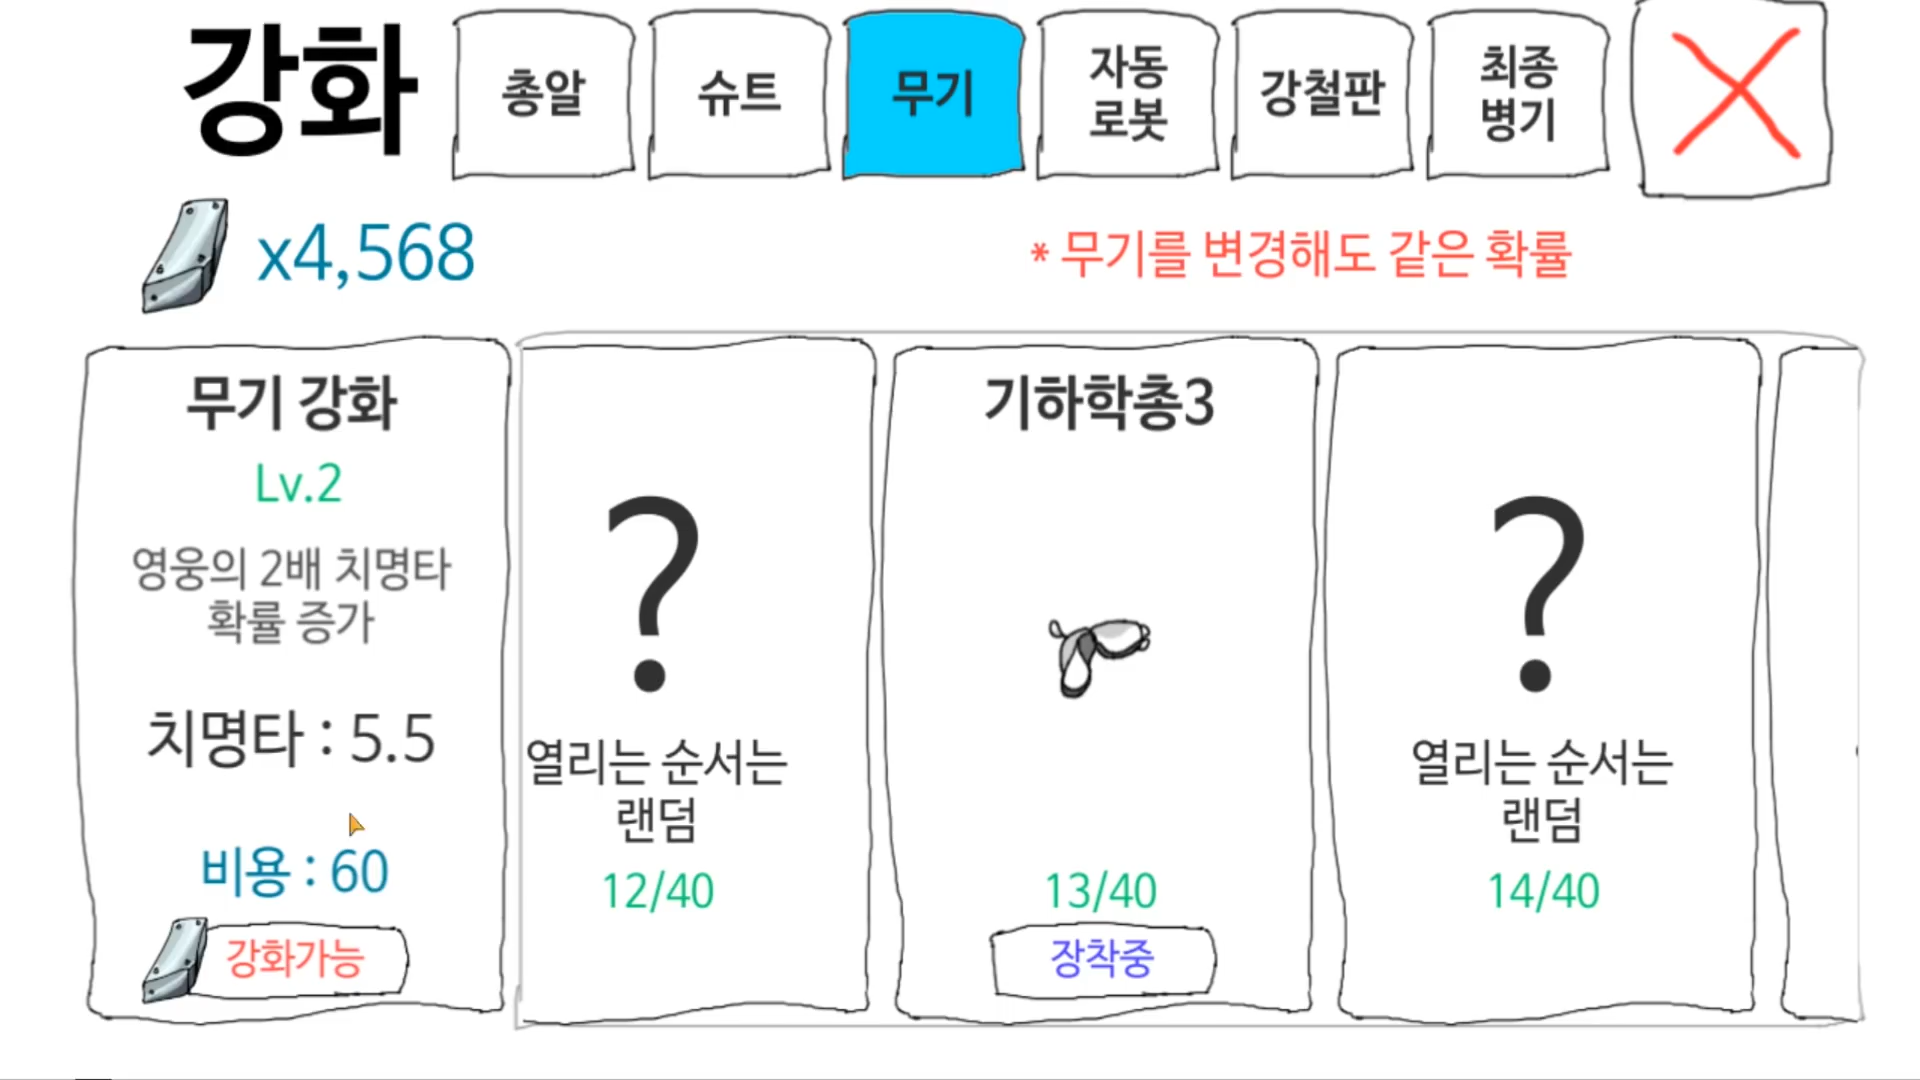 강화
총알
슈트
무기
자동
로봇
강철판
최종
병기
x4,568
* 무기를 변경해도 같은 확률
무기 강화
Lv.2
영웅의 2배 치명타
확률 증가
치명타 : 5.5
비용 : 60
강화가능
?
열리는 순서는
랜덤
12/40
기하학총3
13/40
장착중
?
열리는 순서는
랜덤
14/40